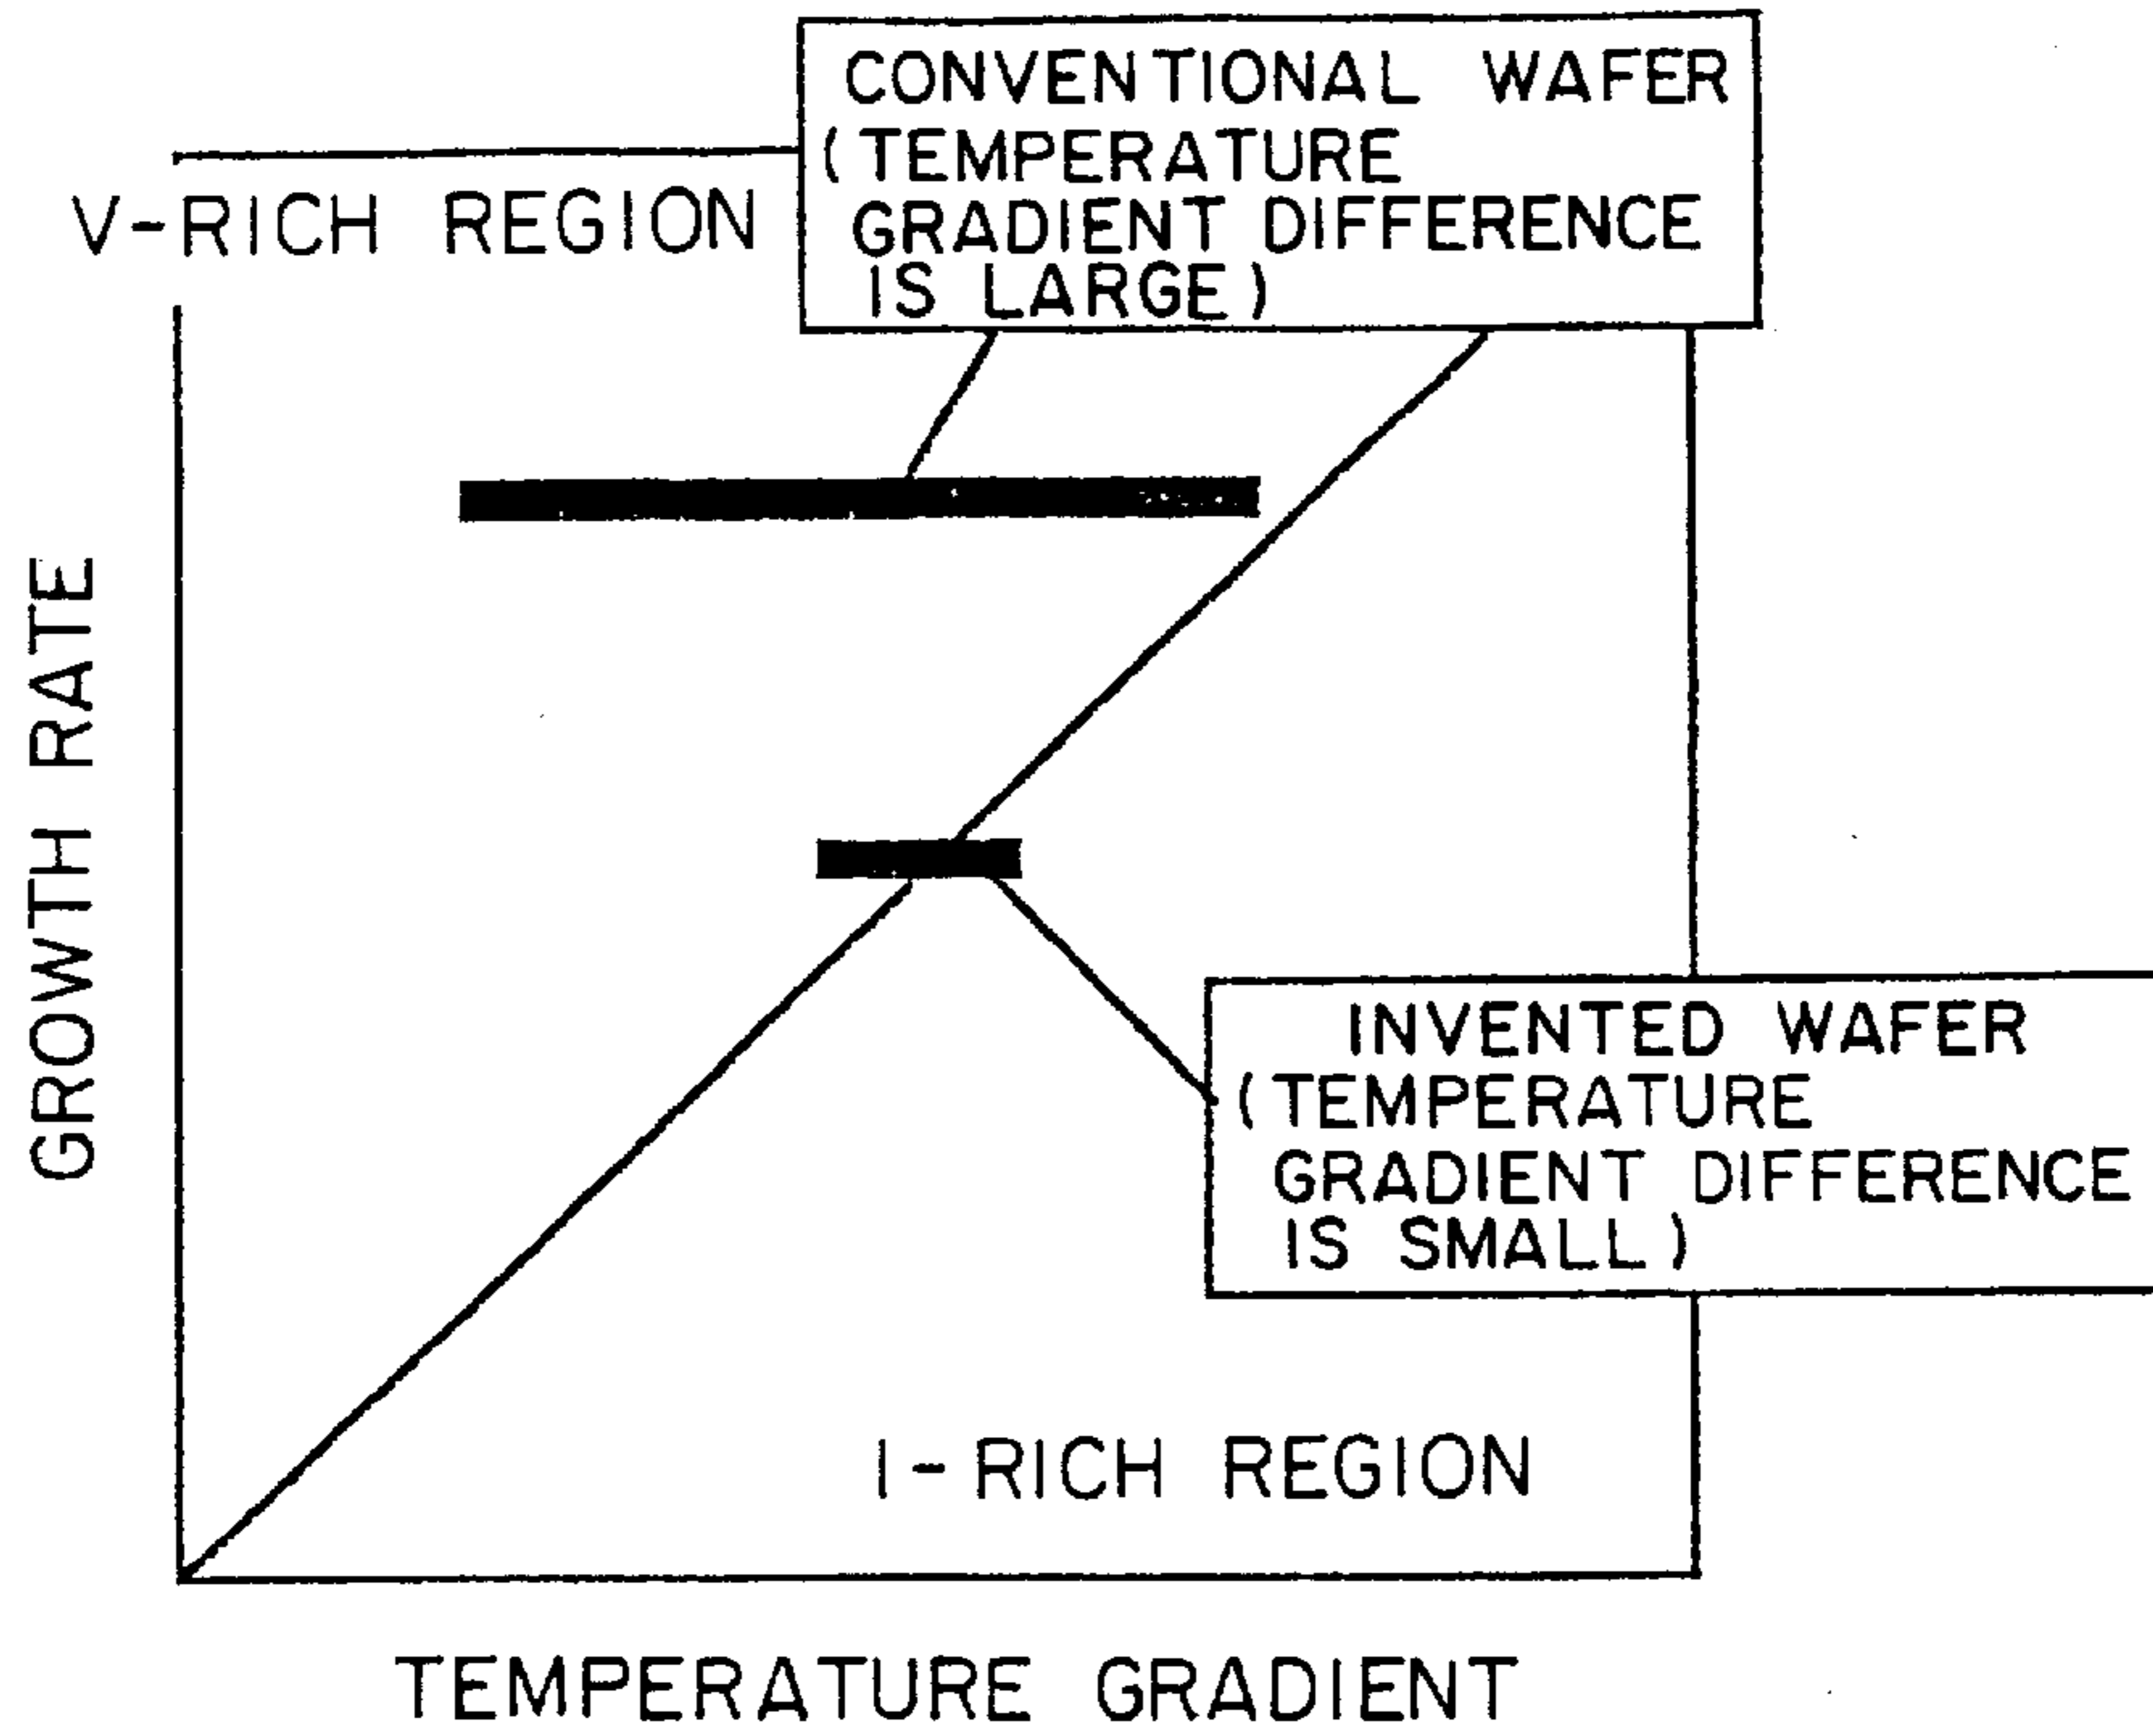 CONVENTIONAL WAFER
(TEMPERATURE
GRADIENT DIFFERENCE
IS LARGE)
V-RICH REGION
GROWTH RATE
INVENTED WAFER
(TEMPERATURE
GRADIENT DIFFERENCE
IS SMALL)
I-RICH REGION
TEMPERATURE GRADIENT